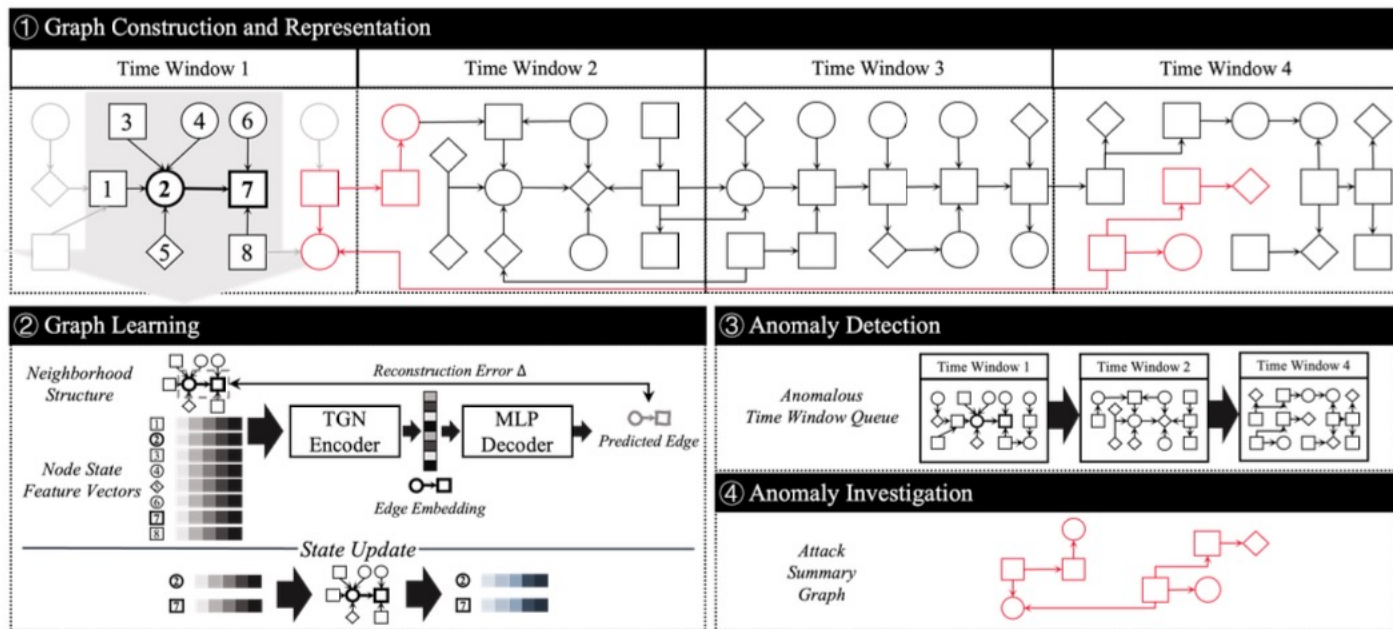 ① Graph Construction and Representation
Time Window 1
Time Window 2
Time Window 3
Time Window 4
3
4
6
1
2
7
5
8
② Graph Learning
Neighborhood
Structure
Reconstruction Error Δ
TGN
Encoder
MLP
Decoder
Predicted Edge
Node State
Feature Vectors
1
2
3
4
5
6
7
8
Edge Embedding
State Update
2
7
2
7
③ Anomaly Detection
Anomalous
Time Window Queue
Time Window 1
Time Window 2
Time Window 4
④ Anomaly Investigation
Attack
Summary
Graph